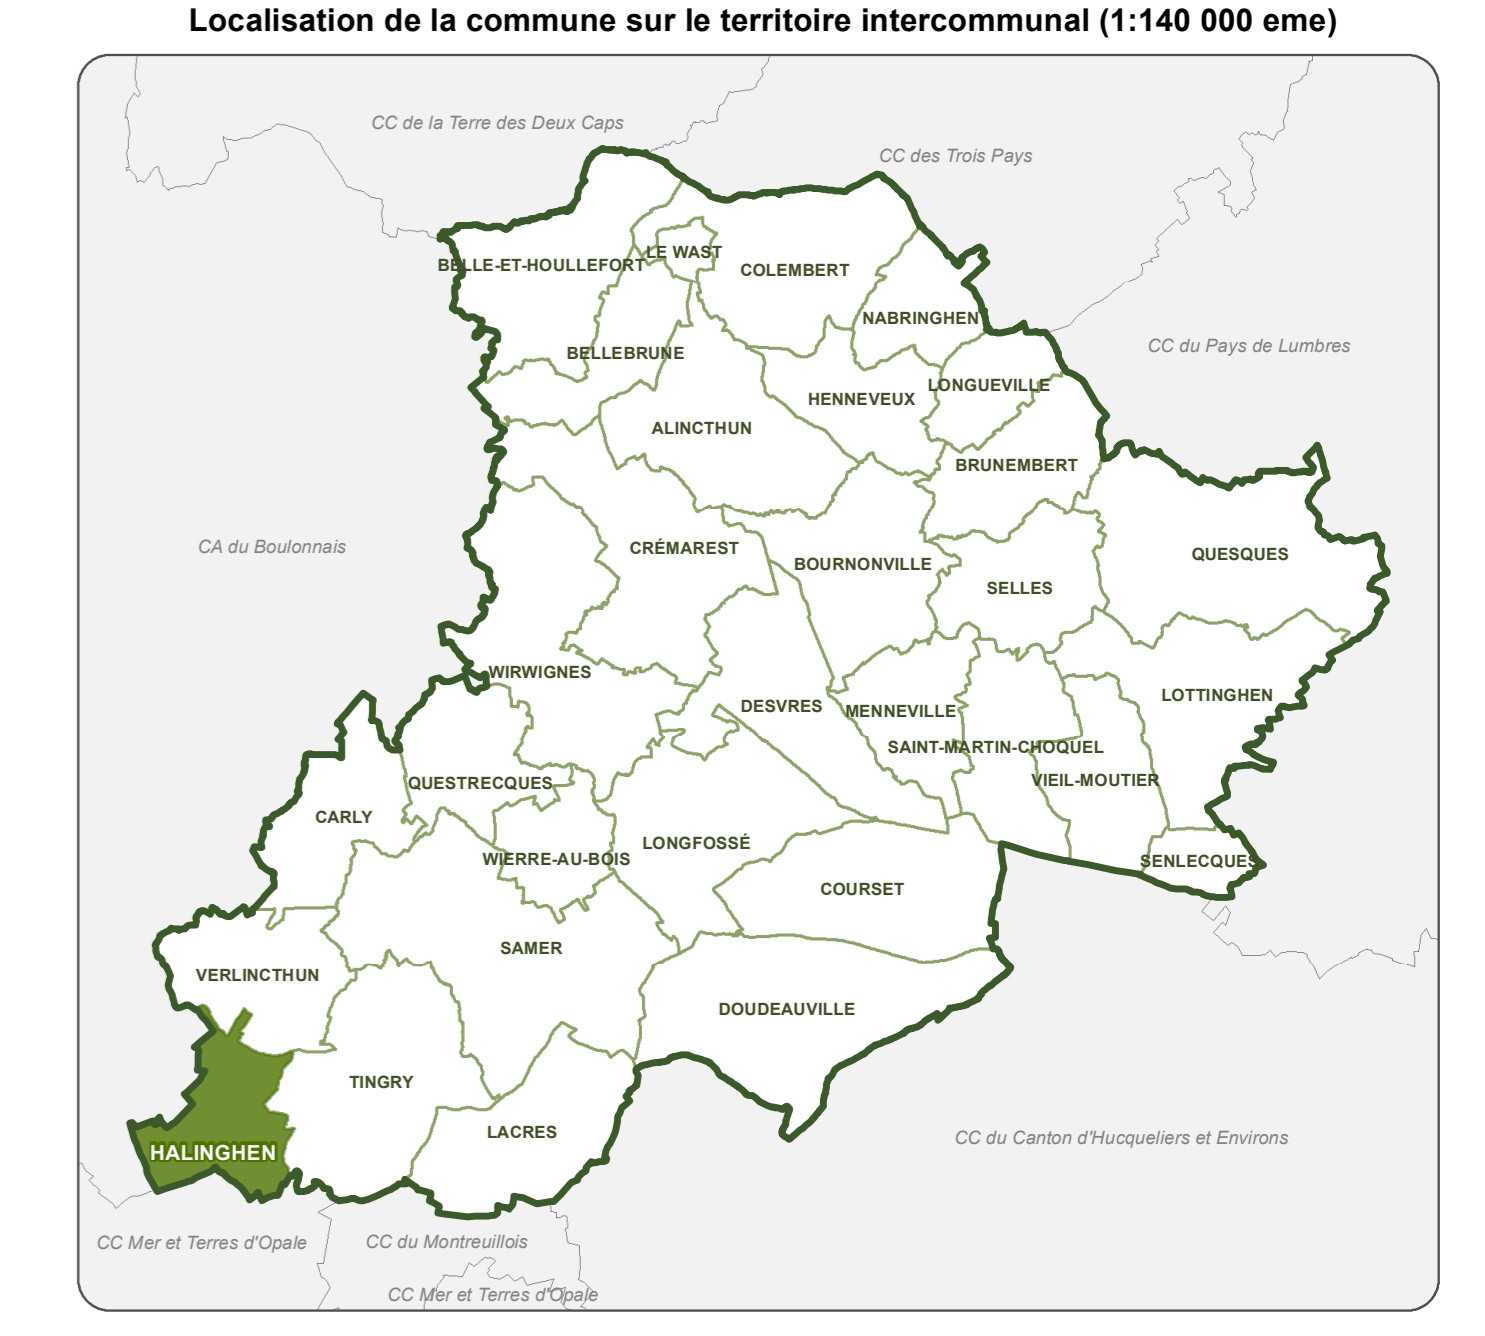 Localisation de la commune sur le territoire intercommunal (1:140 000 eme)
CC de la Terre des Deux Caps
CC des Trois Pays
LE WAST
BELLE-ET-HOULLEFORT
COLEMBERT
NABRINGHEN
CC du Pays de Lumbres
BELLEBRUNE
LONGUEVILLE
HENNEVEUX
ALINCTHUN
BRUNEMBERT
CA du Boulonnais
CRÉMAREST
QUESQUES
BOURNONVILLE
SELLES
WIRWIGNES
LOTTINGHEN
DESVRES
MENNEVILLE
SAINT-MARTIN-CHOQUEL
VIEIL-MOUTIER
QUESTRECQUES
CARLY
LONGFOSSÉ
WIERRE-AU-BOIS
SENLECQUES
COURSET
SAMER
VERLINCTHUN
DOUDEAUVILLE
TINGRY
LACRES
CC du Canton d'Hucqueliers et Environs
HALINGHEN
CC Mer et Terres d'Opale
CC du Montreuillois
CC Mer et Terres d'Opale